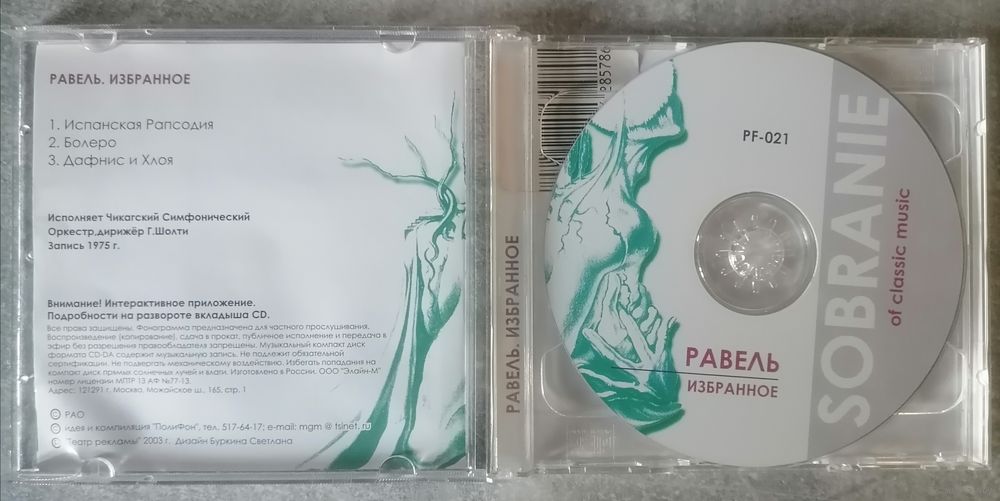 РАВЕЛЬ. ИЗБРАННОЕ
1. Испанская Рапсодия
2. Болеро
3. Дафнис и Хлоя
Исполняет Чикагский Симфонический
Оркестр,дирижёр Г.Шолти
Запись 1975 г.
Внимание! Интерактивное приложение.
Подробности на развороте вкладыша CD.
Все права защищены. Фонограмма предназначена для частного прослушивания.
Воспроизведение (копирование), сдача в прокат, публичное исполнение и передача в
эфир без разрешения правообладателя запрещены. Музыкальный компакт диск
формата CD-DA содержит музыкальную запись. Не подлежит обязательной
сертификации. Не подвергать механическому воздействию. Избегать попадания на
компакт диск прямых солнечных лучей и влаги. Изготовлено в России. ООО "Элайн-М"
номер лицензии МПТР 13 АФ №77-13.
Адрес: 121291 г. Москва, Можайское ш., 165, стр. 1
© РАО
© идея и компиляция "ПолиФон", тел. 517-64-17; e-mail: mgm @ tsinet. ru
© "Театр рекламы" 2003 г. Дизайн Буркина Светлана
РАВЕЛЬ. ИЗБРАННОЕ
285786
PF-021
РАВЕЛЬ
ИЗБРАННОЕ
SOBRANIE
of classic music